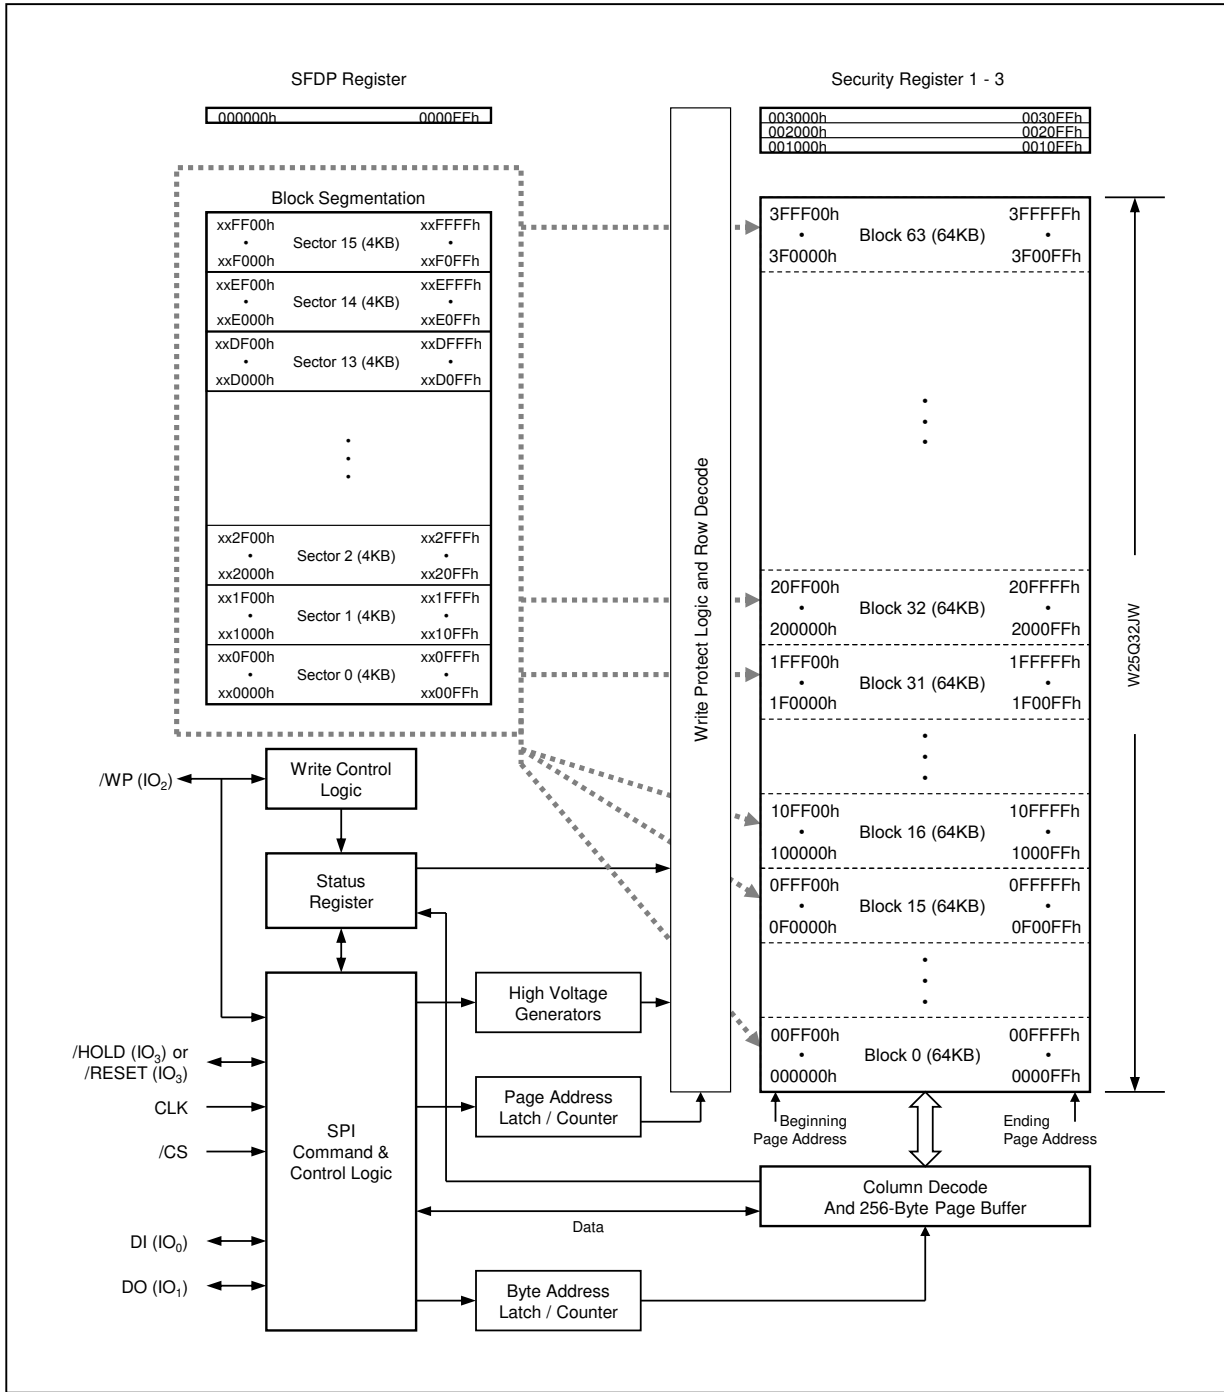 SFDP Register
000000h 0000FFh
Security Register 1 - 3
003000h 0030FFh
002000h 0020FFh
001000h 0010FFh
Block Segmentation
xxFF00h xxFFFFh
• Sector 15 (4KB) •
xxF000h xxF0FFh
xxEF00h xxEFFFh
• Sector 14 (4KB) •
xxE000h xxE0FFh
xxDF00h xxDFFFh
• Sector 13 (4KB) •
xxD000h xxD0FFh
xx2F00h xx2FFFh
• Sector 2 (4KB) •
xx2000h xx20FFh
xx1F00h xx1FFFh
• Sector 1 (4KB) •
xx1000h xx10FFh
xx0F00h xx0FFFh
• Sector 0 (4KB) •
xx0000h xx00FFh
Write Protect Logic and Row Decode
3FFF00h 3FFFFFh
• Block 63 (64KB) •
3F0000h 3F00FFh
20FF00h 20FFFFh
• Block 32 (64KB) •
200000h 2000FFh
1FFF00h 1FFFFFh
• Block 31 (64KB) •
1F0000h 1F00FFh
10FF00h 10FFFFh
• Block 16 (64KB) •
100000h 1000FFh
0FFF00h 0FFFFFh
• Block 15 (64KB) •
0F0000h 0F00FFh
00FF00h 00FFFFh
• Block 0 (64KB) •
000000h 0000FFh
W25Q32JW
Beginning
Page Address
Ending
Page Address
/WP (IO2)
Write Control
Logic
Status
Register
High Voltage
Generators
/HOLD (IO3) or
/RESET (IO3)
CLK
/CS
SPI
Command &
Control Logic
Page Address
Latch / Counter
Column Decode
And 256-Byte Page Buffer
Data
DI (IO0)
DO (IO1)
Byte Address
Latch / Counter